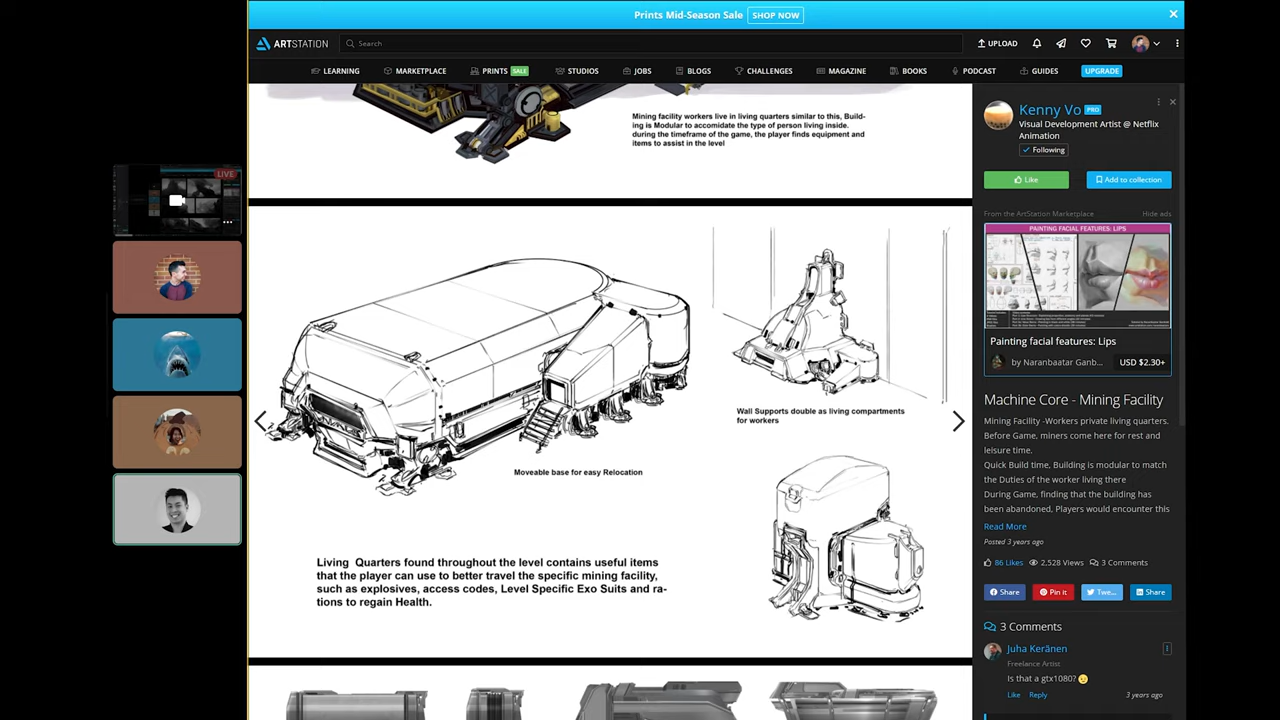 Prints Mid-Season Sale SHOP NOW
ARTSTATION Search UPLOAD
LEARNING MARKETPLACE PRINTS SALE STUDIOS JOBS BLOGS CHALLENGES MAGAZINE BOOKS PODCAST GUIDES UPGRADE
LIVE
Mining facility workers live in living quarters similar to this, Build-
ing is Modular to accomidate the type of person living inside.
during the timeframe of the game, the player finds equipment and
items to assist in the level
Wall Supports double as living compartments
for workers
Moveable base for easy Relocation
Living Quarters found throughout the level contains useful items
that the player can use to better travel the specific mining facility,
such as explosives, access codes, Level Specific Exo Suits and ra-
tions to regain Health.
Kenny Vo PRO
Visual Development Artist @ Netflix
Animation
Following
Like Add to collection
From the ArtStation Marketplace Hide ads
PAINTING FACIAL FEATURES: LIPS
Painting facial features: Lips
by Naranbaatar Ganb... USD $2.30+
Machine Core - Mining Facility
Mining Facility -Workers private living quarters.
Before Game, miners come here for rest and
leisure time.
Quick Build time, Building is modular to match
the Duties of the worker living there
During Game, finding that the building has
been abandoned, Players would encounter this
Read More
Posted 3 years ago
86 Likes 2,528 Views 3 Comments
Share Pin it Twe... Share
3 Comments
Juha Keränen
Freelance Artist
Is that a gtx1080? 😉
Like Reply 3 years ago